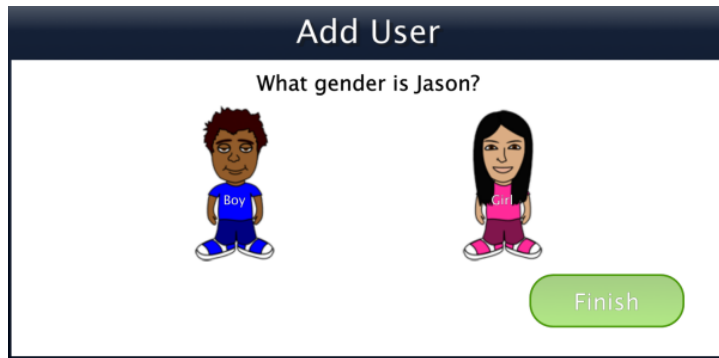 Add User
What gender is Jason?
Boy
Girl
Finish